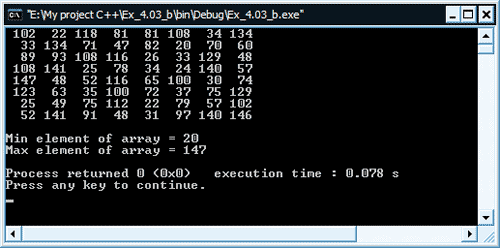 "E:\My project C++\Ex_4.03_b\bin\Debug\Ex_4.03_b.exe"
102 22 118 81 81 108 34 134
33 134 71 47 82 20 70 60
89 93 108 116 26 33 129 48
108 141 25 78 34 24 140 57
147 48 52 116 65 100 30 74
123 63 35 100 72 37 75 129
25 49 75 112 22 79 57 102
52 141 91 48 31 97 140 146
Min element of array = 20
Max element of array = 147
Process returned 0 (0x0) execution time : 0.078 s
Press any key to continue.